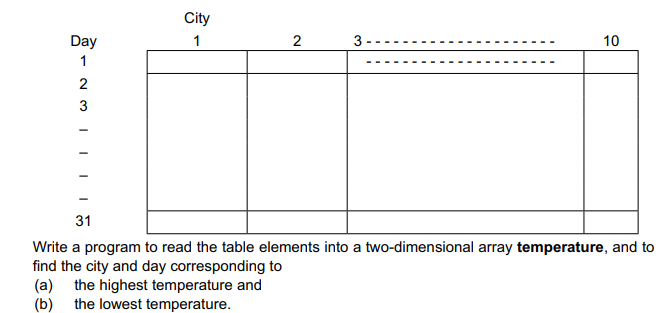 City
Day 1 2 3 - - - - - - - - - - - - - - - - - - - - - - 10
1 - - - - - - - - - - - - - - - - - - - - -
2
3
–
–
–
–
31
Write a program to read the table elements into a two-dimensional array temperature, and to
find the city and day corresponding to
(a) the highest temperature and
(b) the lowest temperature.